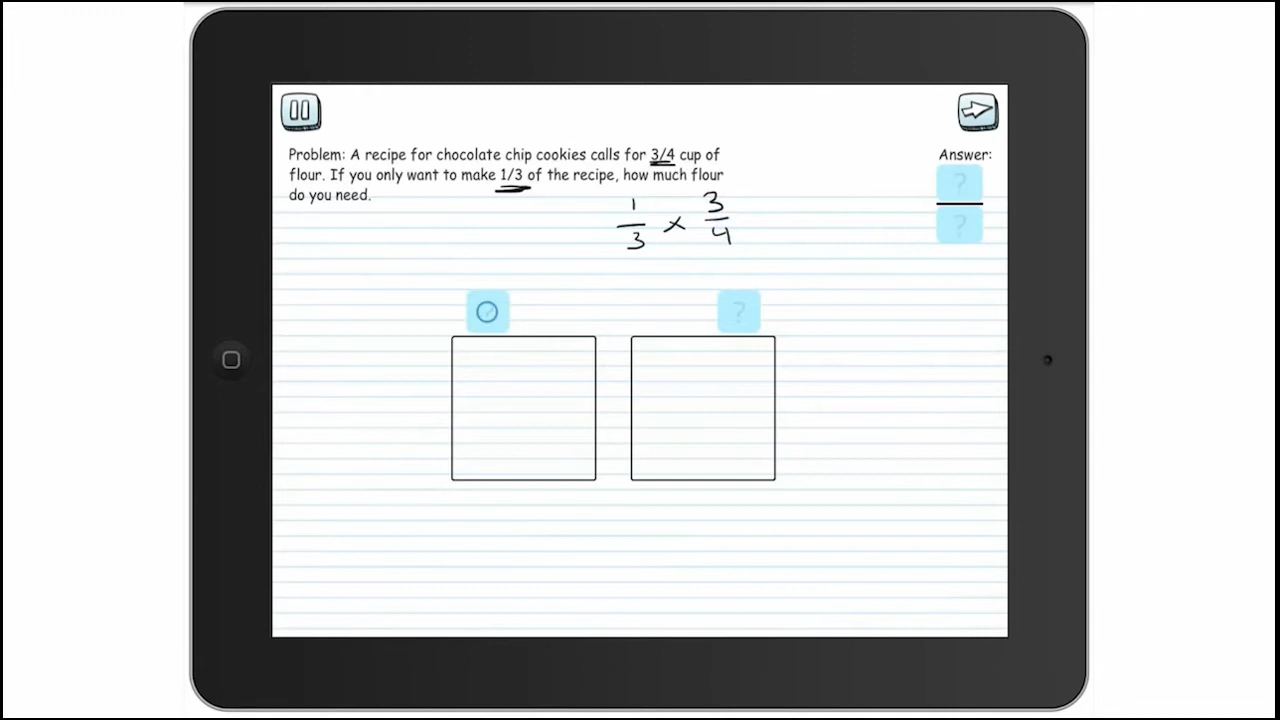 Problem: A recipe for chocolate chip cookies calls for 3/4 cup of
flour. If you only want to make 1/3 of the recipe, how much flour
do you need.
Answer:
?
?
1/3 × 3/4
?
?